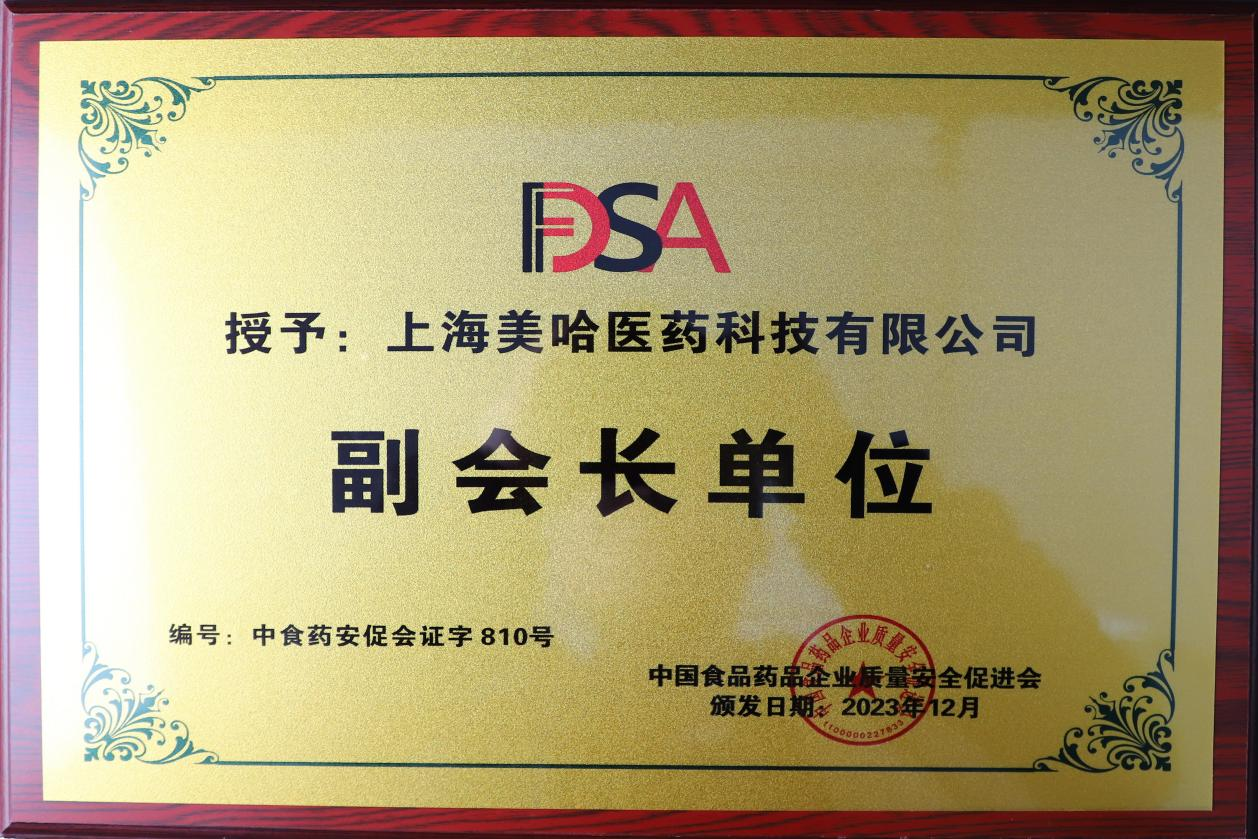 FDSA
授予：上海美哈医药科技有限公司
副会长单位
编号：中食药安促会证字810号
中国食品药品企业质量安全促进会
颁发日期：2023年12月